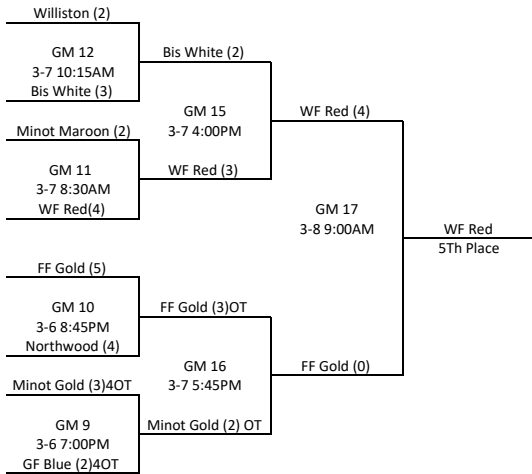 Williston (2)
GM 12
3-7 10:15AM
Bis White (3)
Bis White (2)
GM 15
3-7 4:00PM
WF Red (4)
Minot Maroon (2)
GM 11
3-7 8:30AM
WF Red(4)
WF Red (3)
GM 17
3-8 9:00AM
WF Red
5Th Place
FF Gold (5)
GM 10
3-6 8:45PM
Northwood (4)
FF Gold (3)OT
GM 16
3-7 5:45PM
FF Gold (0)
Minot Gold (3)4OT
GM 9
3-6 7:00PM
GF Blue (2)4OT
Minot Gold (2) OT